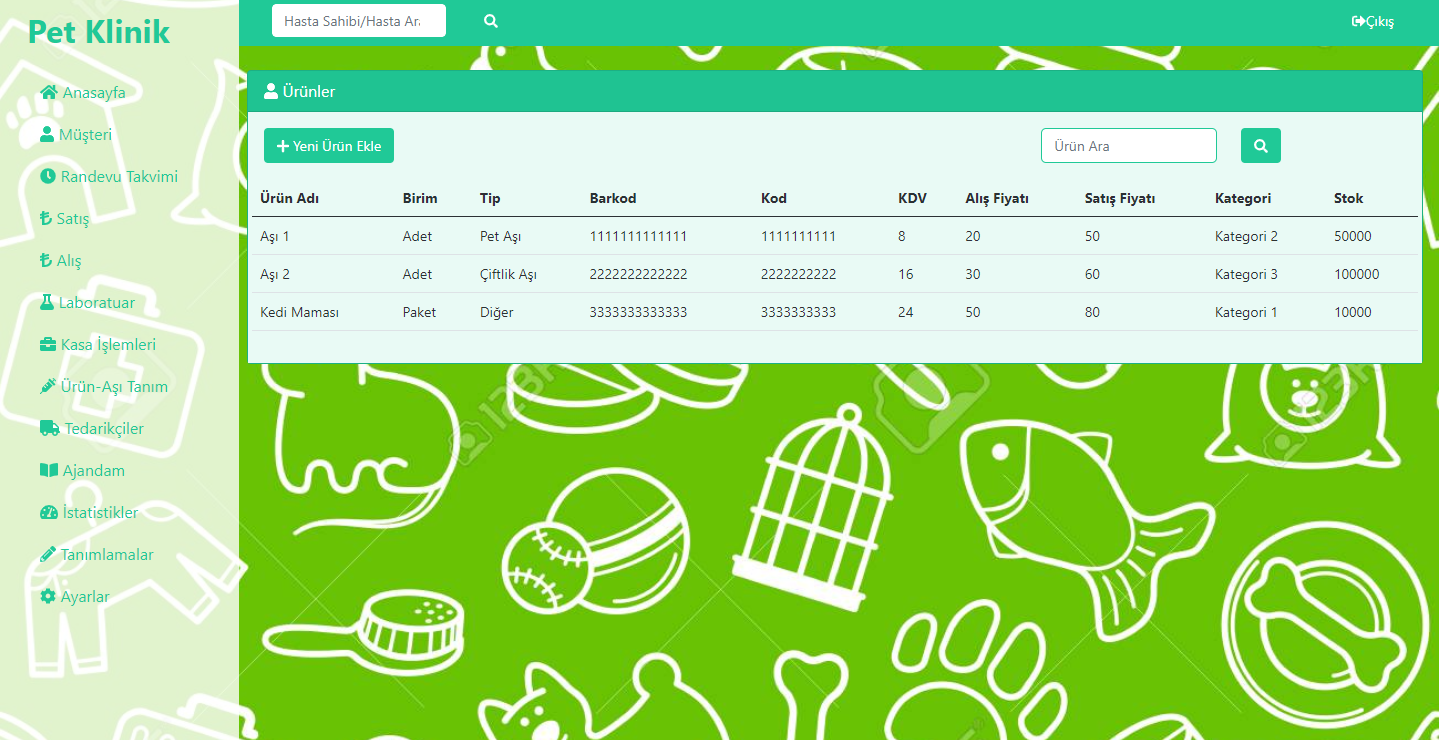 Pet Klinik
Hasta Sahibi/Hasta Ara
Çıkış
Anasayfa
Müşteri
Randevu Takvimi
Satış
Alış
Laboratuar
Kasa İşlemleri
Ürün-Aşı Tanım
Tedarikçiler
Ajandam
İstatistikler
Tanımlamalar
Ayarlar
Ürünler
Yeni Ürün Ekle
Ürün Ara
Ürün Adı Birim Tip Barkod Kod KDV Alış Fiyatı Satış Fiyatı Kategori Stok
Aşı 1 Adet Pet Aşı 1111111111111 1111111111 8 20 50 Kategori 2 50000
Aşı 2 Adet Çiftlik Aşı 2222222222222 2222222222 16 30 60 Kategori 3 100000
Kedi Maması Paket Diğer 3333333333333 3333333333 24 50 80 Kategori 1 10000